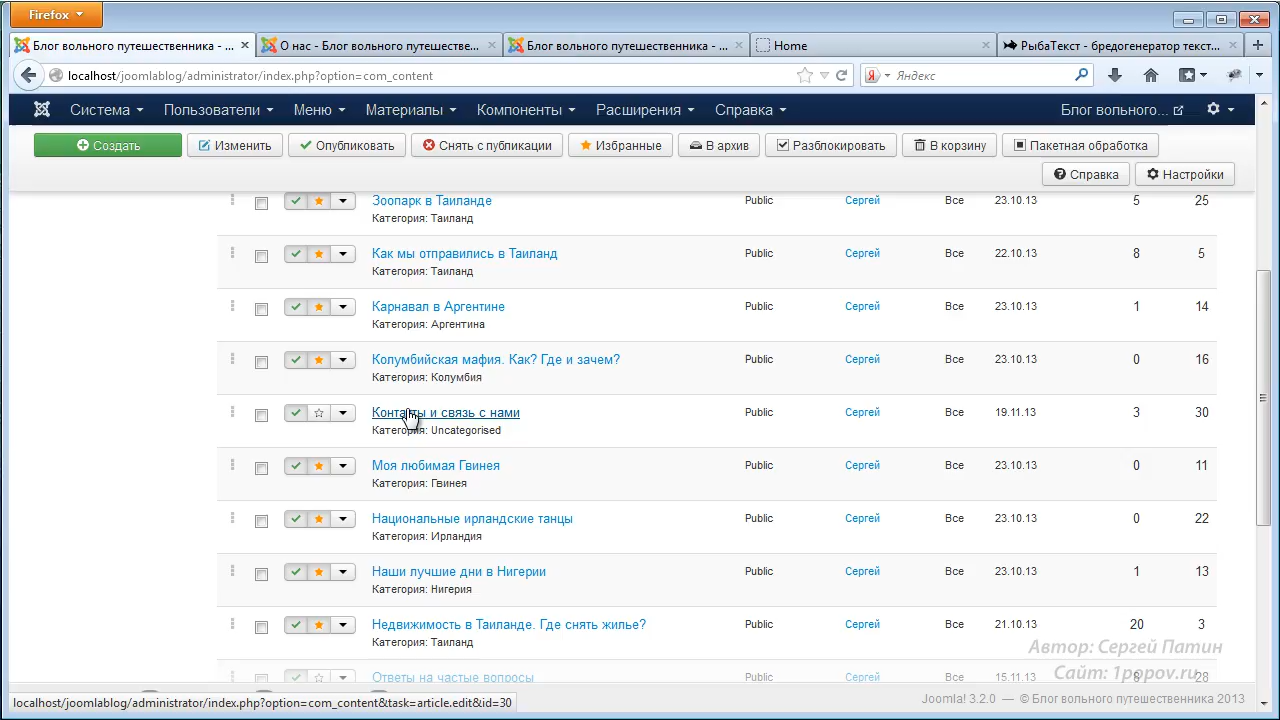 Firefox
Блог вольного путешественника - ...
О нас - Блог вольного путешестве...
Блог вольного путешественника - ...
Home
РыбаТекст - бредогенератор текст...
localhost/joomlablog/administrator/index.php?option=com_content
Яндекс
Система Пользователи Меню Материалы Компоненты Расширения Справка Блог вольного...
Создать Изменить Опубликовать Снять с публикации Избранные В архив Разблокировать В корзину Пакетная обработка
Справка Настройки
Зоопарк в Таиланде Public Сергей Все 23.10.13 5 25
Категория: Таиланд
Как мы отправились в Таиланд Public Сергей Все 22.10.13 8 5
Категория: Таиланд
Карнавал в Аргентине Public Сергей Все 23.10.13 1 14
Категория: Аргентина
Колумбийская мафия. Как? Где и зачем? Public Сергей Все 23.10.13 0 16
Категория: Колумбия
Контакты и связь с нами Public Сергей Все 19.11.13 3 30
Категория: Uncategorised
Моя любимая Гвинея Public Сергей Все 23.10.13 0 11
Категория: Гвинея
Национальные ирландские танцы Public Сергей Все 23.10.13 0 22
Категория: Ирландия
Наши лучшие дни в Нигерии Public Сергей Все 23.10.13 1 13
Категория: Нигерия
Недвижимость в Таиланде. Где снять жилье? Public Сергей Все 21.10.13 20 3
Категория: Таиланд
Автор: Сергей Патин
Ответы на частые вопросы Public Сергей Все 15.11.13 28
Сайт: 1popov.ru
localhost/joomlablog/administrator/index.php?option=com_content&task=article.edit&id=30
Joomla! 3.2.0 — © Блог вольного путешественника 2013